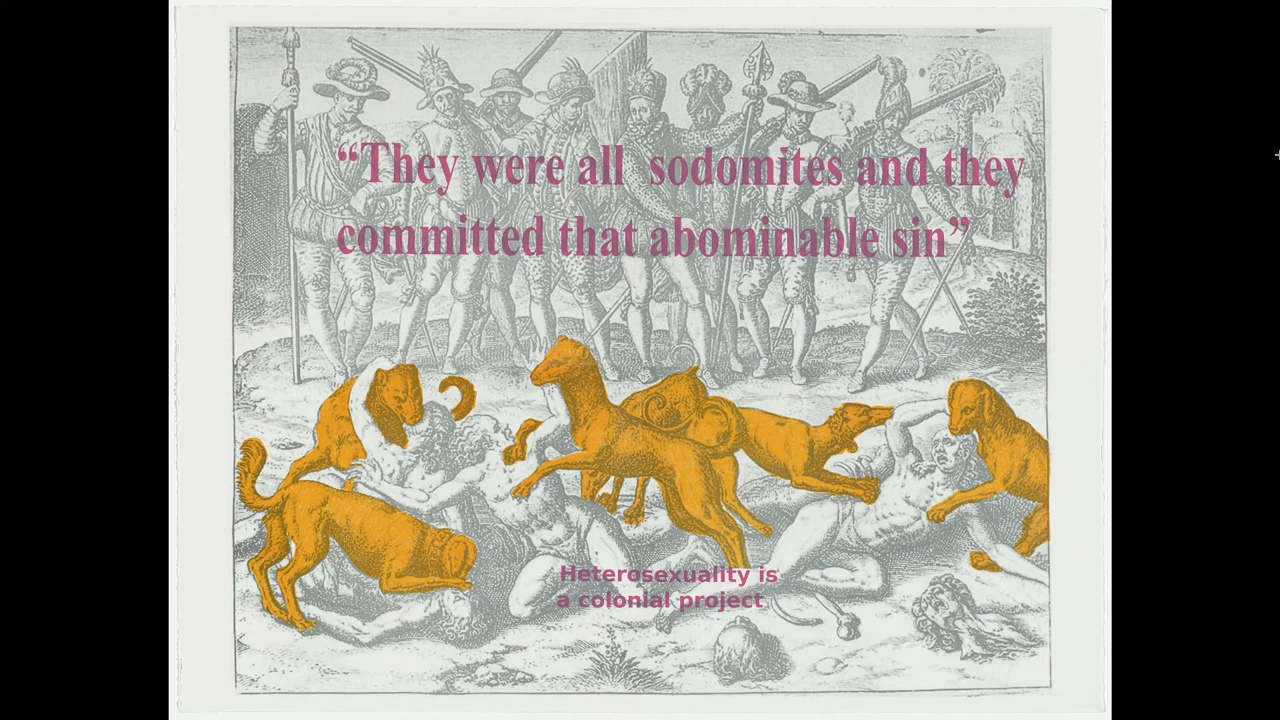 “They were all sodomites and they
committed that abominable sin”
Heterosexuality is
a colonial project